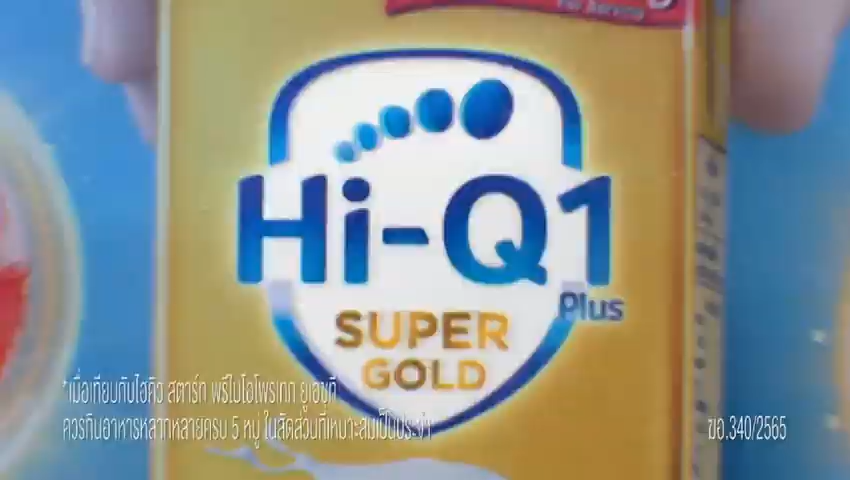 Per Serving
Hi-Q1
Plus
SUPER
GOLD
*เมื่อเทียบกับไฮคิว สตาร์ท พรีไบโอโพรเทก ยูเอชที
ควรกินอาหารหลากหลายครบ 5 หมู่ ในสัดส่วนที่เหมาะสมเป็นประจำ
ฆอ.340/2565